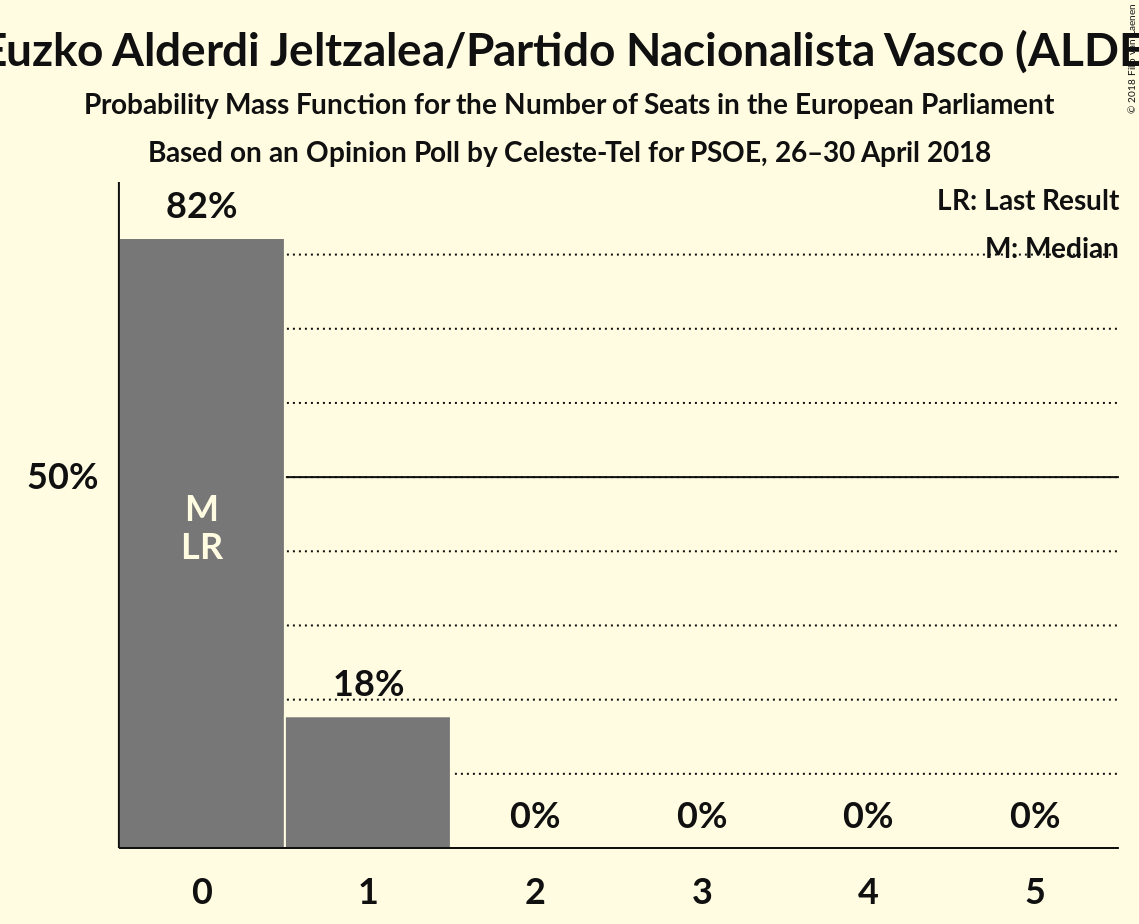 Euzko Alderdi Jeltzalea/Partido Nacionalista Vasco (ALDE
Probability Mass Function for the Number of Seats in the European Parliament
Based on an Opinion Poll by Celeste-Tel for PSOE, 26–30 April 2018
LR: Last Result
M: Median
82%
50%
M
LR
18%
0% 0% 0% 0%
0 1 2 3 4 5
© 2018